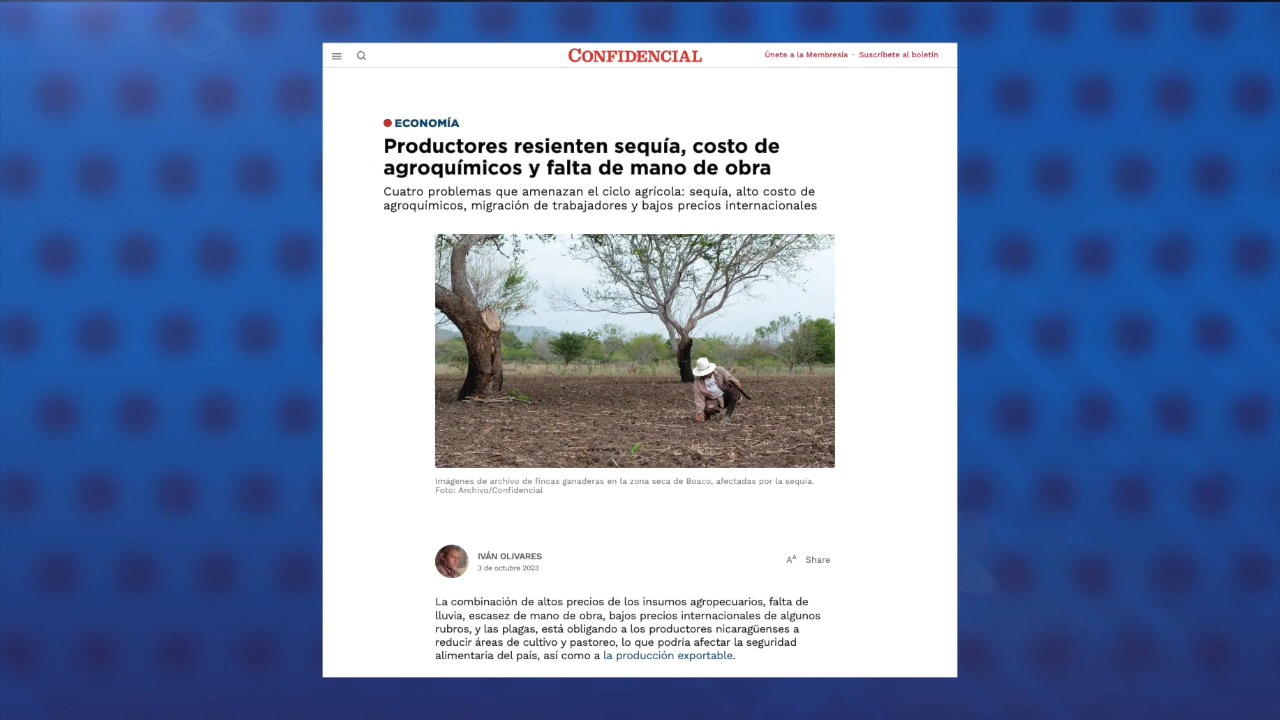 CONFIDENCIAL
Únete a la Membresía · Suscríbete al boletín
ECONOMÍA
Productores resienten sequía, costo de
agroquímicos y falta de mano de obra
Cuatro problemas que amenazan el ciclo agrícola: sequía, alto costo de
agroquímicos, migración de trabajadores y bajos precios internacionales
Imágenes de archivo de fincas ganaderas en la zona seca de Boaco, afectadas por la sequía.
Foto: Archivo/Confidencial
IVÁN OLIVARES
3 de octubre 2023
AA Share
La combinación de altos precios de los insumos agropecuarios, falta de
lluvia, escasez de mano de obra, bajos precios internacionales de algunos
rubros, y las plagas, está obligando a los productores nicaragüenses a
reducir áreas de cultivo y pastoreo, lo que podría afectar la seguridad
alimentaria del país, así como a la producción exportable.